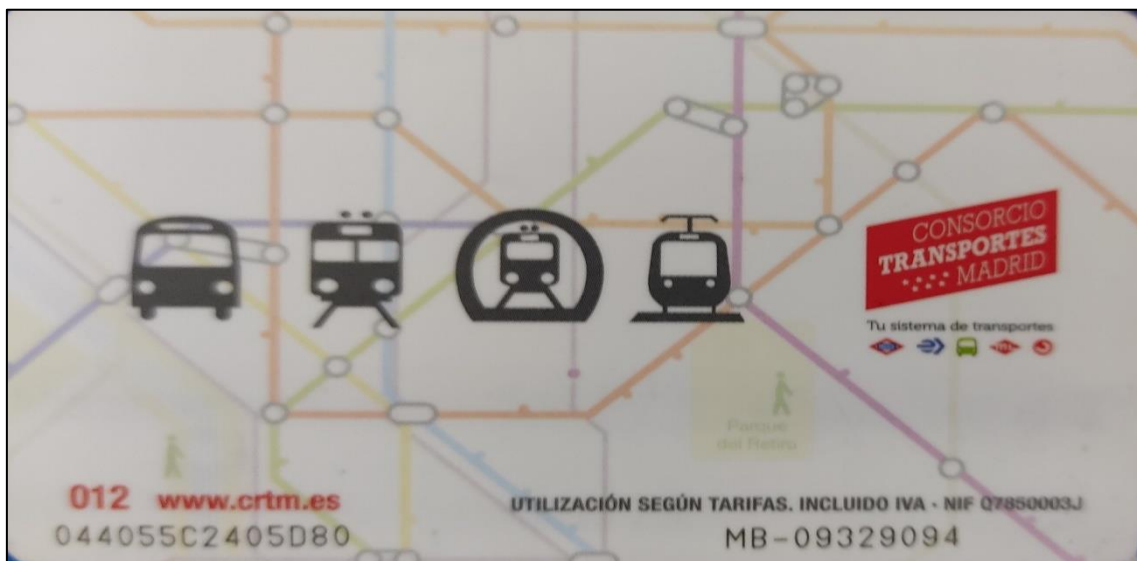 CONSORCIO
TRANSPORTES
MADRID
Tu sistema de transportes
Parque
del Retiro
012 www.crtm.es
UTILIZACIÓN SEGÚN TARIFAS. INCLUIDO IVA - NIF Q7850003J
044055C2405D80
MB-09329094